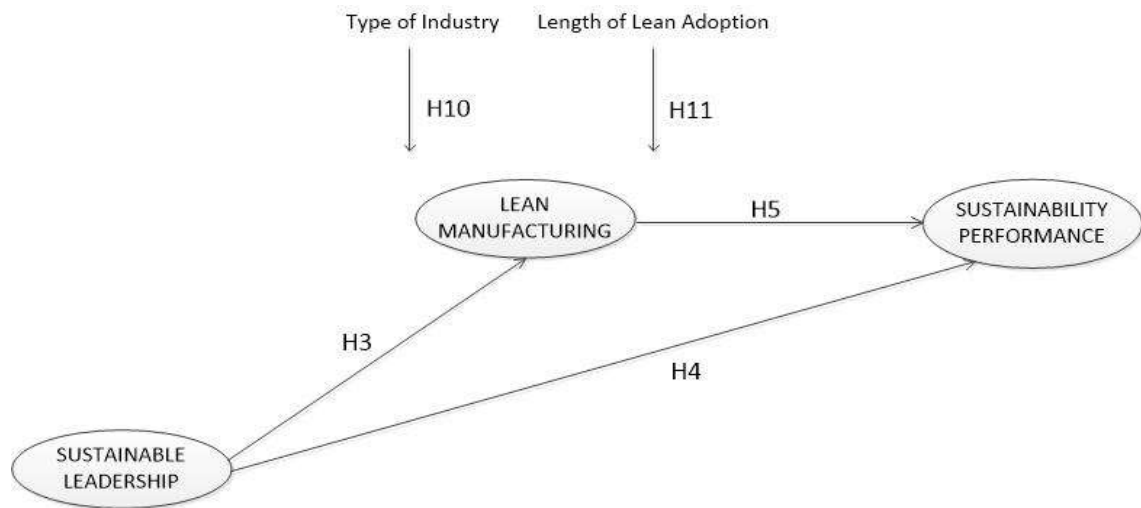 Type of Industry
Length of Lean Adoption
H10
H11
LEAN
MANUFACTURING
H5
SUSTAINABILITY
PERFORMANCE
H3
H4
SUSTAINABLE
LEADERSHIP